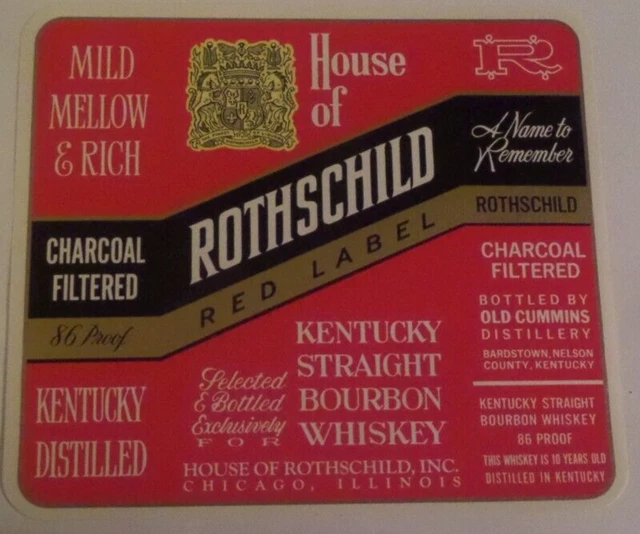 MILD
MELLOW
& RICH
House
of
R
A Name to
Remember
ROTHSCHILD
RED LABEL
ROTHSCHILD
CHARCOAL
FILTERED
86 Proof
KENTUCKY
DISTILLED
KENTUCKY
STRAIGHT
BOURBON
WHISKEY
Selected
& Bottled
Exclusively
FOR
HOUSE OF ROTHSCHILD, INC.
CHICAGO, ILLINOIS
CHARCOAL
FILTERED
BOTTLED BY
OLD CUMMINS
DISTILLERY
BARDSTOWN, NELSON
COUNTY, KENTUCKY
KENTUCKY STRAIGHT
BOURBON WHISKEY
86 PROOF
THIS WHISKEY IS 10 YEARS OLD
DISTILLED IN KENTUCKY